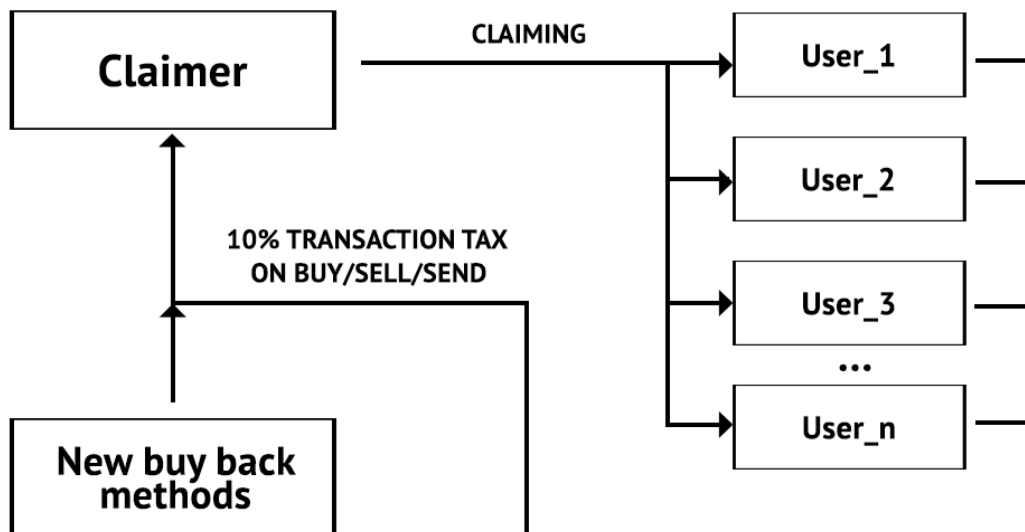 Claimer
CLAIMING
User_1
User_2
10% TRANSACTION TAX
ON BUY/SELL/SEND
User_3
...
User_n
New buy back
methods